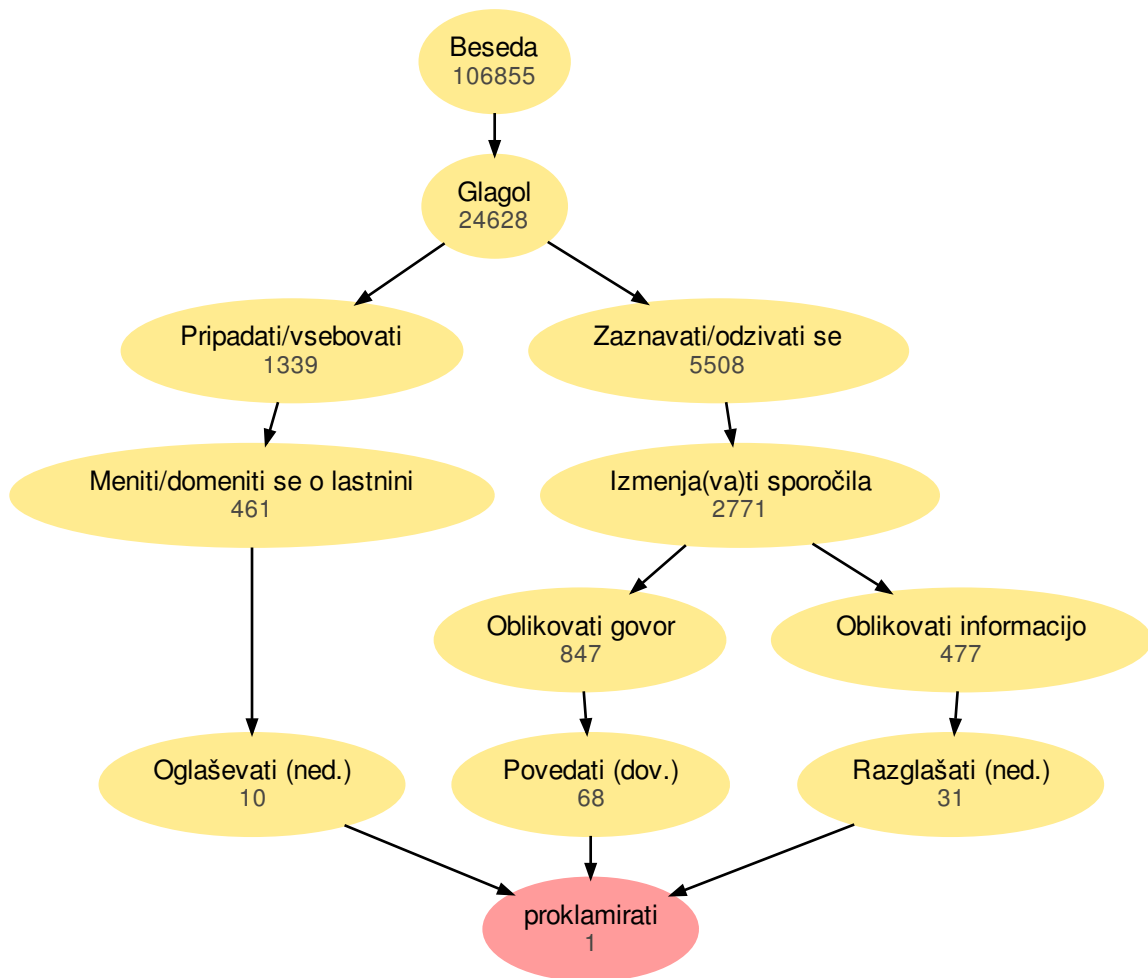 Beseda
106855
Glagol
24628
Pripadati/vsebovati
1339
Zaznavati/odzivati se
5508
Meniti/domeniti se o lastnini
461
Izmenja(va)ti sporočila
2771
Oblikovati govor
847
Oblikovati informacijo
477
Oglaševati (ned.)
10
Povedati (dov.)
68
Razglašati (ned.)
31
proklamirati
1